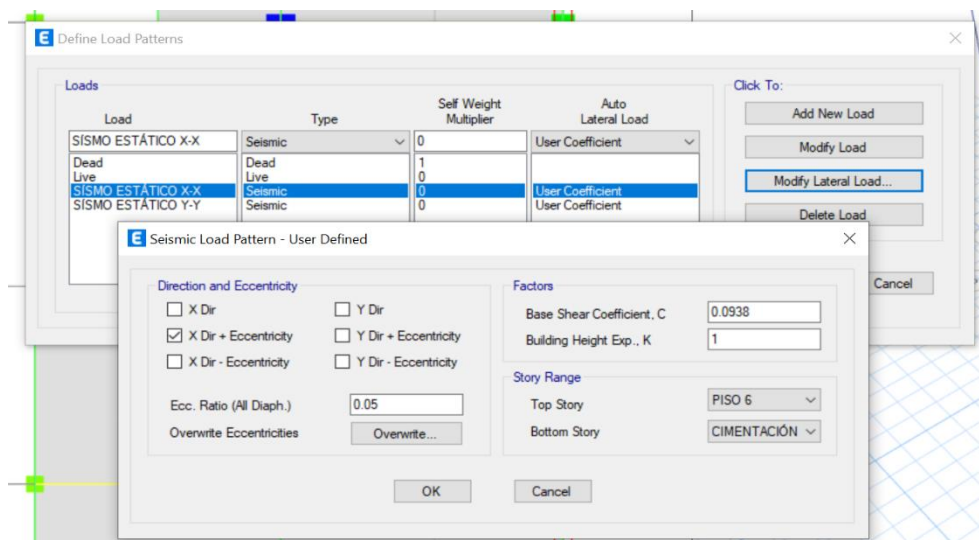 E Define Load Patterns
Loads
Click To:
Load Type Self Weight Multiplier Auto Lateral Load
SÍSMO ESTÁTICO X-X Seismic 0 User Coefficient
Dead Dead 1
Live Live 0
SÍSMO ESTÁTICO X-X Seismic 0 User Coefficient
SÍSMO ESTÁTICO Y-Y Seismic 0 User Coefficient
Add New Load
Modify Load
Modify Lateral Load...
Delete Load
Cancel
E Seismic Load Pattern - User Defined
Direction and Eccentricity
X Dir Y Dir
X Dir + Eccentricity Y Dir + Eccentricity
X Dir - Eccentricity Y Dir - Eccentricity
Ecc. Ratio (All Diaph.) 0.05
Overwrite Eccentricities Overwrite...
Factors
Base Shear Coefficient, C 0.0938
Building Height Exp., K 1
Story Range
Top Story PISO 6
Bottom Story CIMENTACIÓN
OK Cancel